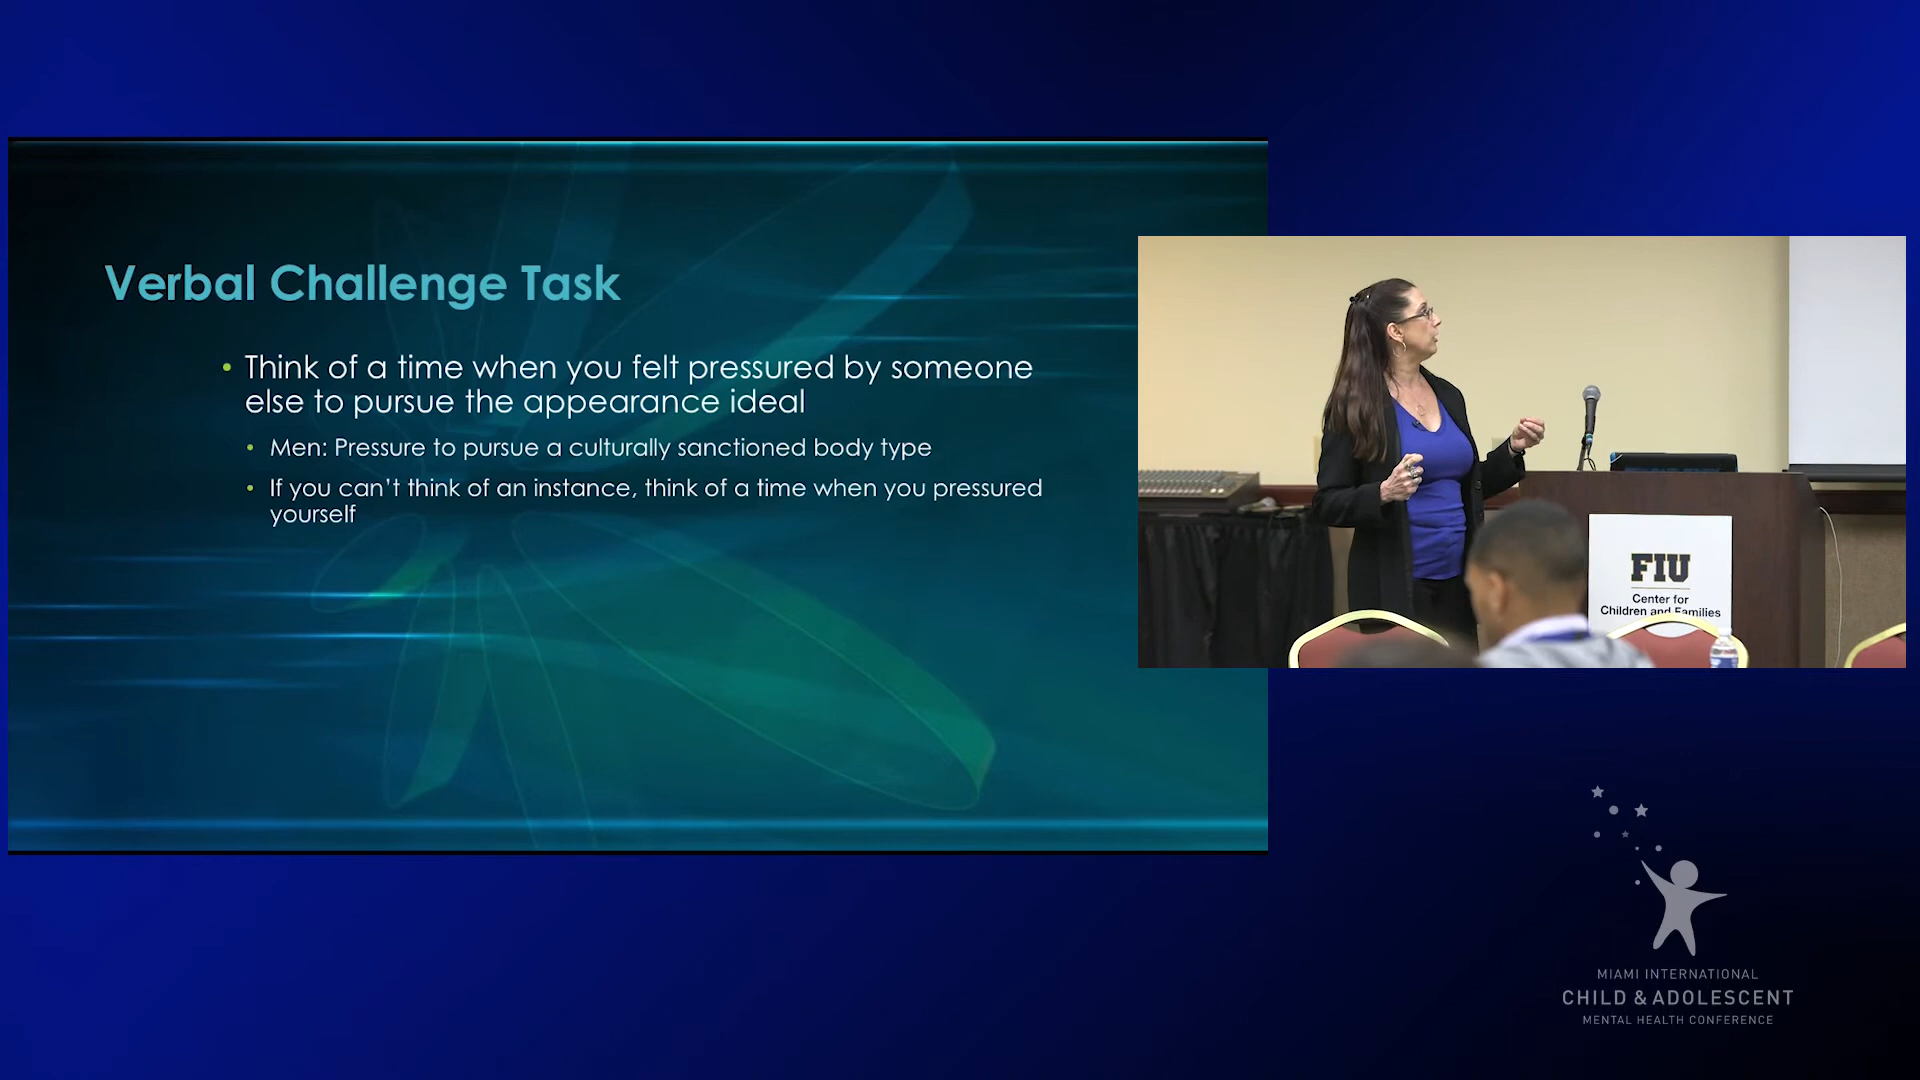 Verbal Challenge Task
• Think of a time when you felt pressured by someone
else to pursue the appearance ideal
• Men: Pressure to pursue a culturally sanctioned body type
• If you can't think of an instance, think of a time when you pressured
yourself
FIU
Center for
Children and Families
MIAMI INTERNATIONAL
CHILD & ADOLESCENT
MENTAL HEALTH CONFERENCE